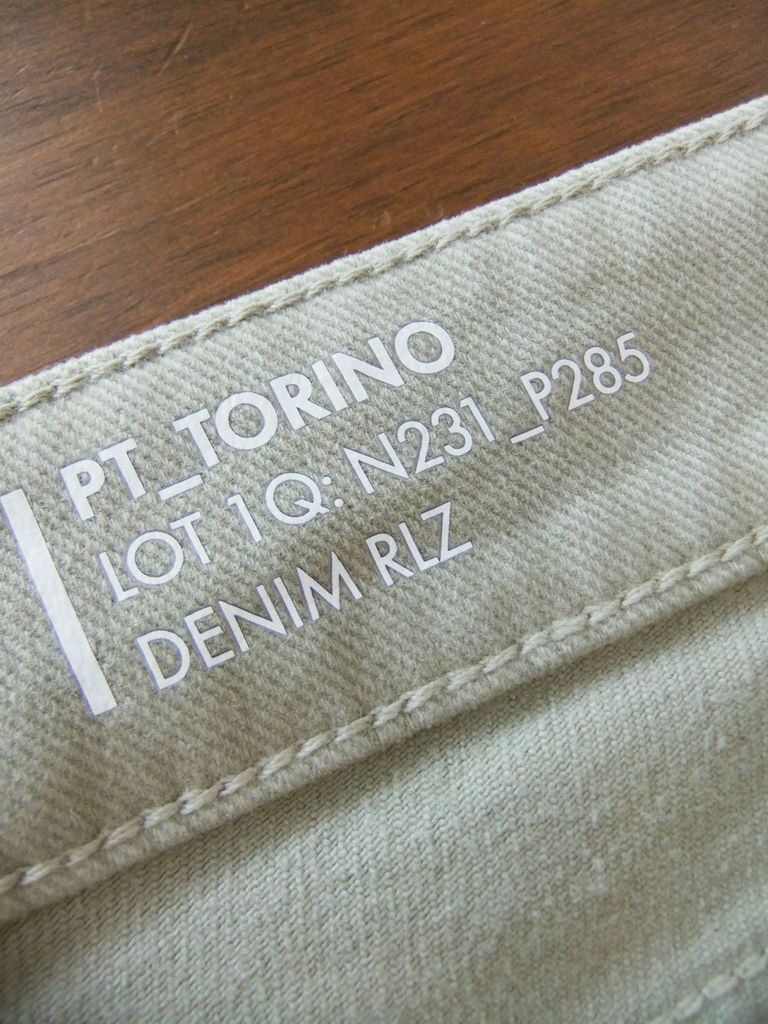 PT_TORINO
LOT 1Q: N231_P285
DENIM RLZ